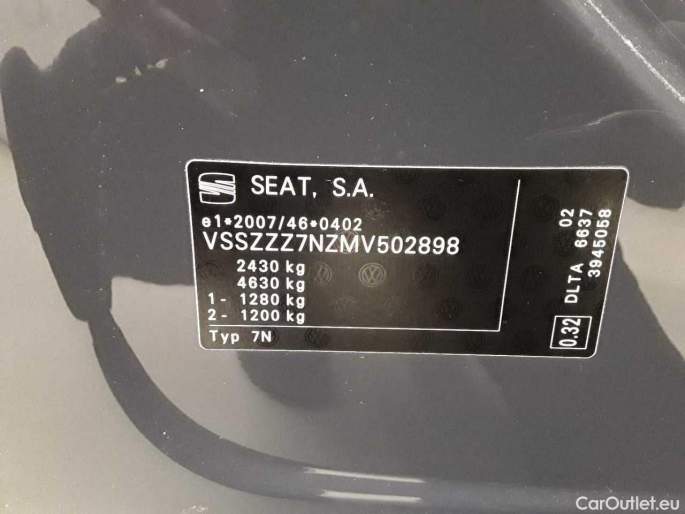 SEAT, S.A.
e1*2007/46*0402
VSSZZZ7NZMV502898
2430 kg
4630 kg
1 - 1280 kg
2 - 1200 kg
Typ 7N
0.32
DLTA 02
6637
3945058
CarOutlet.eu